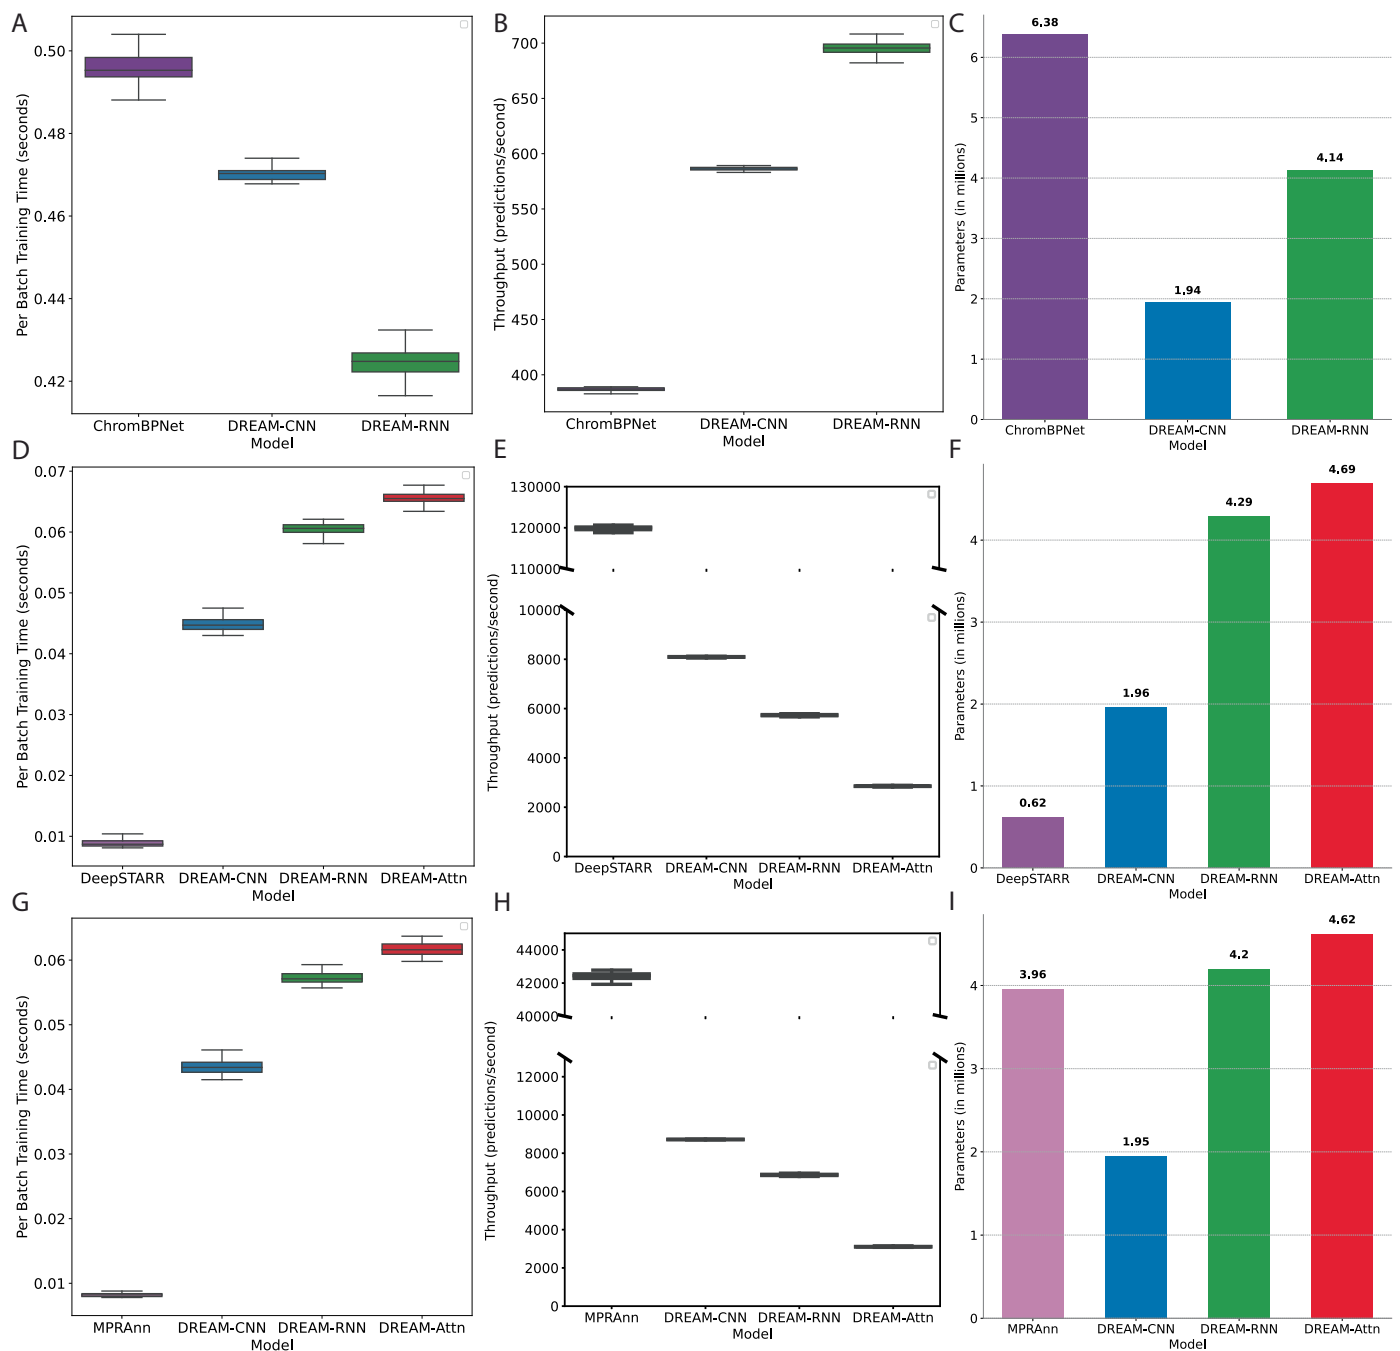 A
Per Batch Training Time (seconds)
0.50
0.48
0.46
0.44
0.42
ChromBPNet DREAM-CNN DREAM-RNN
Model
B
Throughput (predictions/second)
700
650
600
550
500
450
400
ChromBPNet DREAM-CNN DREAM-RNN
Model
C
Parameters (in millions)
6
5
4
3
2
1
0
6.38
1.94
4.14
ChromBPNet DREAM-CNN DREAM-RNN
Model
D
Per Batch Training Time (seconds)
0.07
0.06
0.05
0.04
0.03
0.02
0.01
DeepSTARR DREAM-CNN DREAM-RNN DREAM-Attn
Model
E
Throughput (predictions/second)
130000
120000
110000
10000
8000
6000
4000
2000
0
DeepSTARR DREAM-CNN DREAM-RNN DREAM-Attn
Model
F
Parameters (in millions)
4
3
2
1
0
0.62
1.96
4.29
4.69
DeepSTARR DREAM-CNN DREAM-RNN DREAM-Attn
Model
G
Per Batch Training Time (seconds)
0.06
0.05
0.04
0.03
0.02
0.01
MPRAnn DREAM-CNN DREAM-RNN DREAM-Attn
Model
H
Throughput (predictions/second)
44000
42000
40000
12000
10000
8000
6000
4000
2000
0
MPRAnn DREAM-CNN DREAM-RNN DREAM-Attn
Model
I
Parameters (in millions)
4
3
2
1
0
3.96
1.95
4.2
4.62
MPRAnn DREAM-CNN DREAM-RNN DREAM-Attn
Model